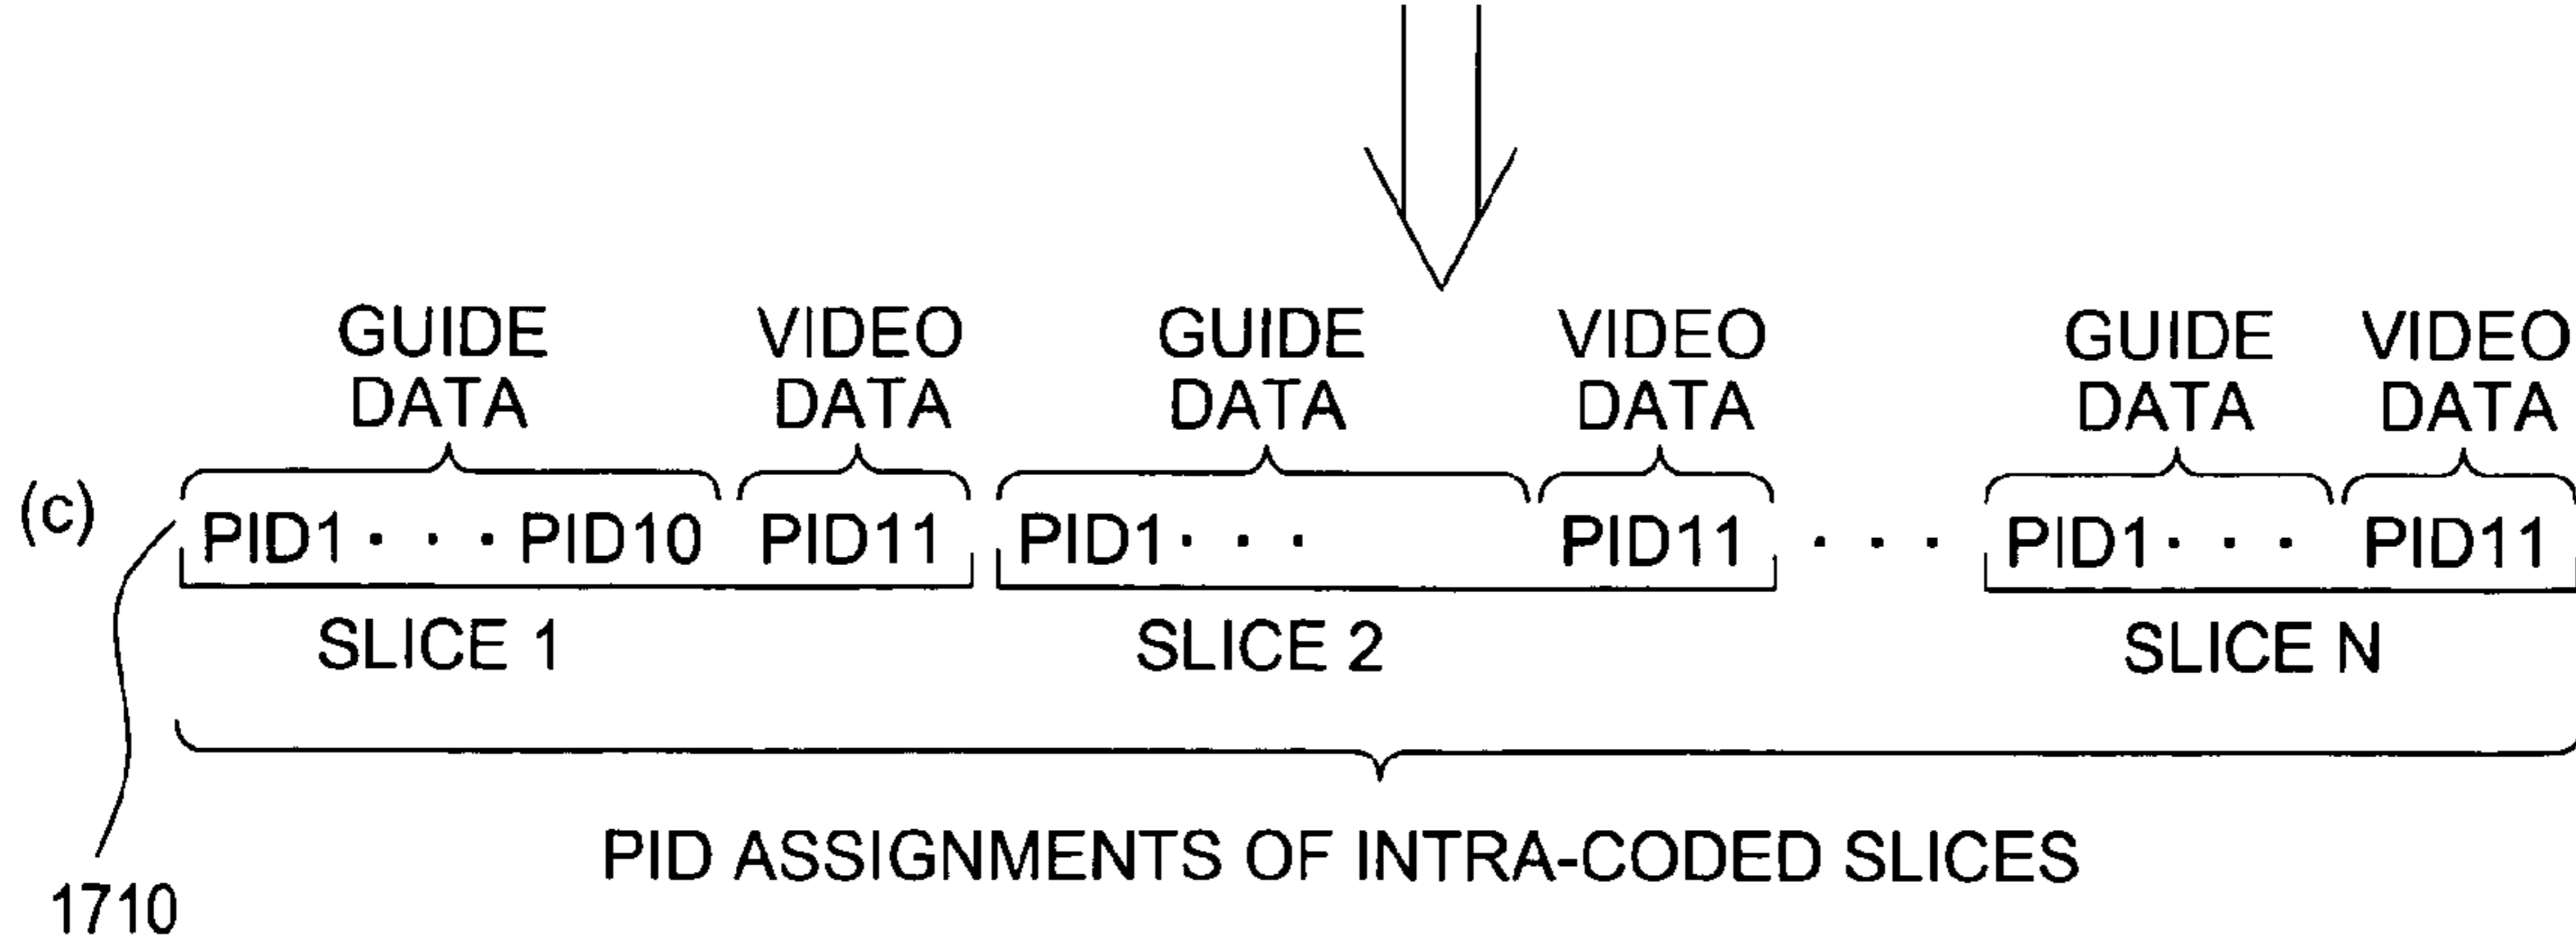 GUIDE DATA VIDEO DATA GUIDE DATA VIDEO DATA GUIDE DATA VIDEO DATA
(c) PID1 · · · PID10 PID11 PID1 · · · PID11 · · · PID1 · · · PID11
SLICE 1 SLICE 2 SLICE N
PID ASSIGNMENTS OF INTRA-CODED SLICES
1710